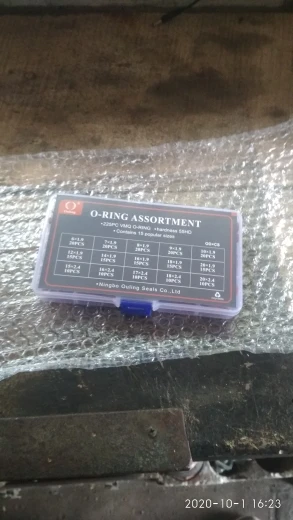 O-RING ASSORTMENT
•225PC VMQ O-RING •hardness 50HD
•Contains 15 popular sizes
OD×CS
6×1.9 7×1.9 8×1.9 9×1.9 10×1.9
20PCS 20PCS 20PCS 20PCS 20PCS
12×1.9 14×1.9 16×1.9 18×1.9 20×1.9
15PCS 15PCS 15PCS 15PCS 15PCS
15×2.4 16×2.4 17×2.4 18×2.4 20×2.4
10PCS 10PCS 10PCS 10PCS 10PCS
•Ningbo Ouling Seals Co.,Ltd
2020-10-1 16:23